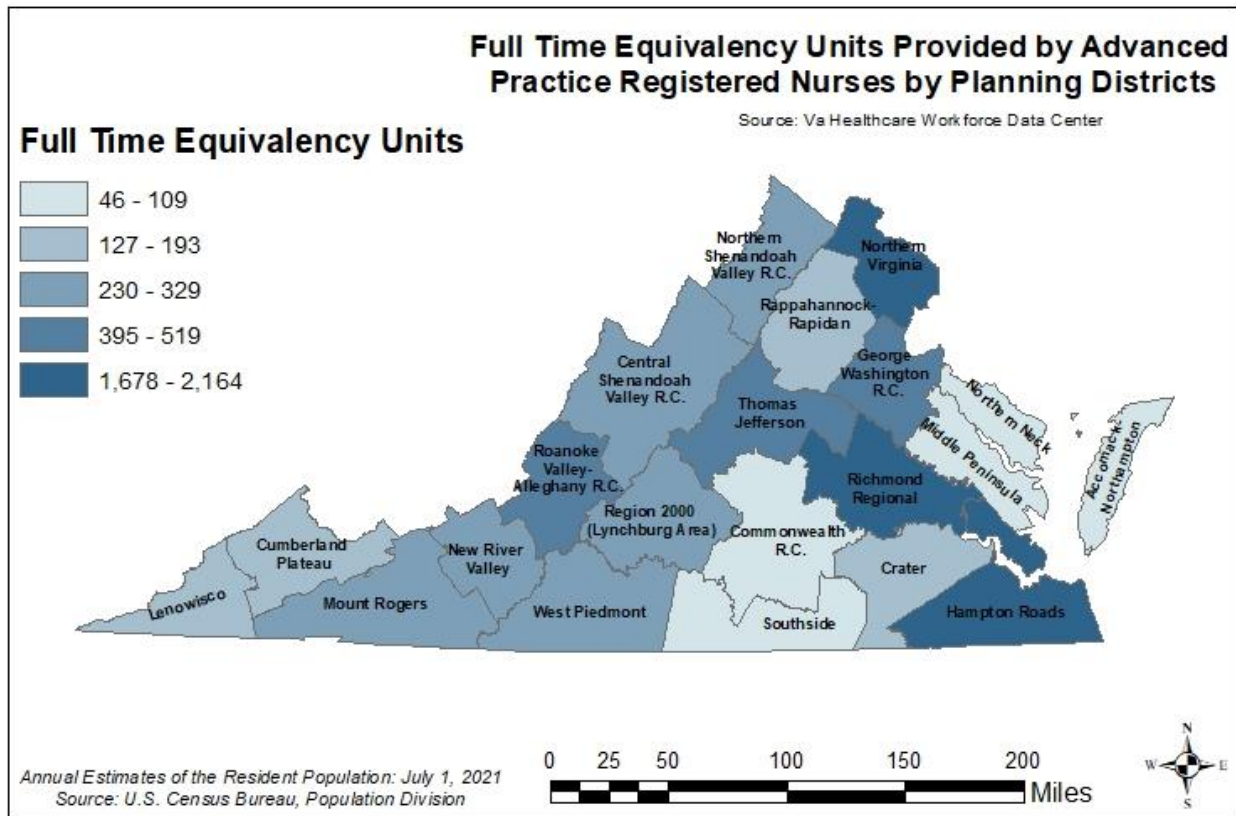 Full Time Equivalency Units Provided by Advanced
Practice Registered Nurses by Planning Districts
Source: Va Healthcare Workforce Data Center
Full Time Equivalency Units
46 - 109
127 - 193
230 - 329
395 - 519
1,678 - 2,164
Northern
Shenandoah
Valley R.C.
Northern
Virginia
Rappahannock-
Rapidan
Central
Shenandoah
Valley R.C.
George
Washington
R.C.
Thomas
Jefferson
Northern Neck
Middle Peninsula
Accomack-
Northampton
Roanoke
Valley-
Alleghany R.C.
Richmond
Regional
Region 2000
(Lynchburg Area)
Commonwealth
R.C.
Cumberland
Plateau
New River
Valley
Crater
Lenowisco
Mount Rogers
West Piedmont
Southside
Hampton Roads
Annual Estimates of the Resident Population: July 1, 2021
Source: U.S. Census Bureau, Population Division
0 25 50 100 150 200
Miles
N
W E
S